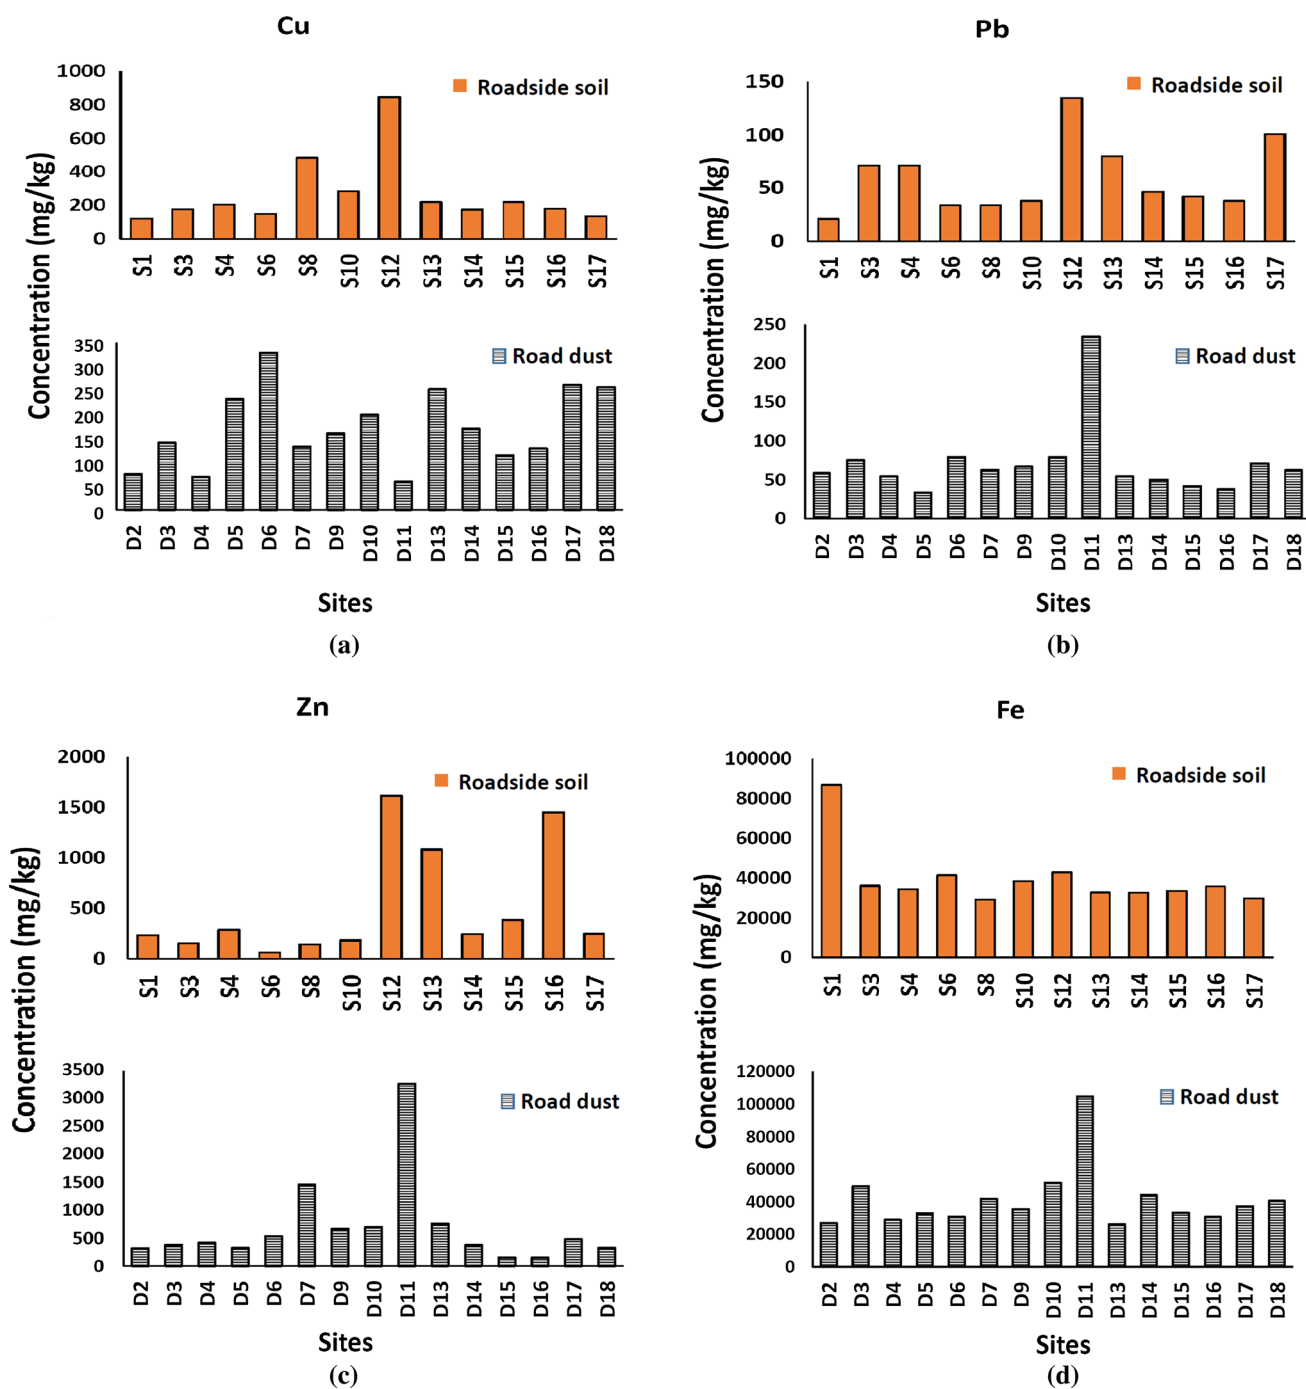 Cu
Concentration (mg/kg)
1000
800
600
400
200
0
Roadside soil
S1 S3 S4 S6 S8 S10 S12 S13 S14 S15 S16 S17
350
300
250
200
150
100
50
0
Road dust
D2 D3 D4 D5 D6 D7 D9 D10 D11 D13 D14 D15 D16 D17 D18
Sites
(a)
Pb
Concentration (mg/kg)
150
100
50
0
Roadside soil
S1 S3 S4 S6 S8 S10 S12 S13 S14 S15 S16 S17
250
200
150
100
50
0
Road dust
D2 D3 D4 D5 D6 D7 D9 D10 D11 D13 D14 D15 D16 D17 D18
Sites
(b)
Zn
Concentration (mg/kg)
2000
1500
1000
500
0
Roadside soil
S1 S3 S4 S6 S8 S10 S12 S13 S14 S15 S16 S17
3500
3000
2500
2000
1500
1000
500
0
Road dust
D2 D3 D4 D5 D6 D7 D9 D10 D11 D13 D14 D15 D16 D17 D18
Sites
(c)
Fe
Concentration (mg/kg)
100000
80000
60000
40000
20000
0
Roadside soil
S1 S3 S4 S6 S8 S10 S12 S13 S14 S15 S16 S17
120000
100000
80000
60000
40000
20000
0
Road dust
D2 D3 D4 D5 D6 D7 D9 D10 D11 D13 D14 D15 D16 D17 D18
Sites
(d)